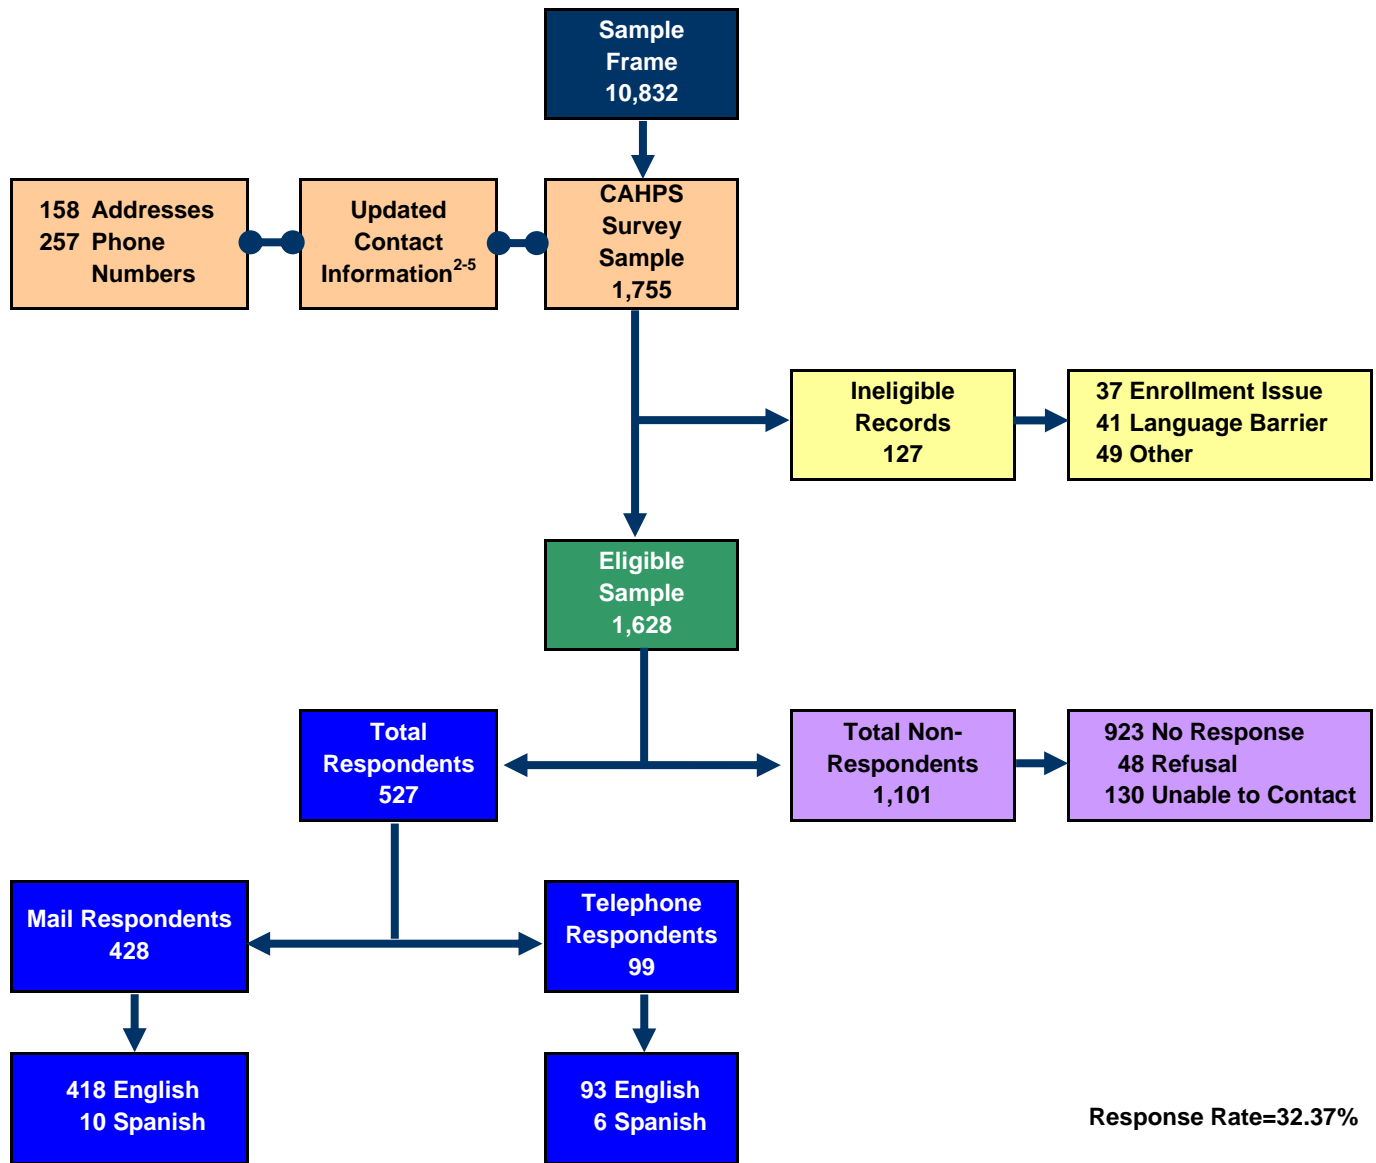 Sample
Frame
10,832
158 Addresses
257 Phone
Numbers
Updated
Contact
Information2-5
CAHPS
Survey
Sample
1,755
Ineligible
Records
127
37 Enrollment Issue
41 Language Barrier
49 Other
Eligible
Sample
1,628
Total
Respondents
527
Total Non-
Respondents
1,101
923 No Response
48 Refusal
130 Unable to Contact
Mail Respondents
428
Telephone
Respondents
99
418 English
10 Spanish
93 English
6 Spanish
Response Rate=32.37%